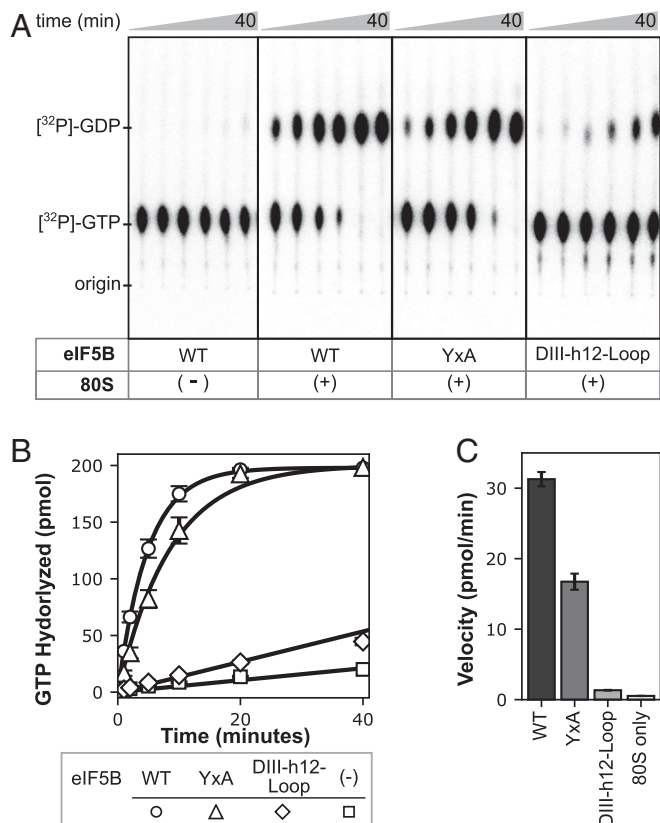 A
time (min) 40 40 40 40
[³²P]-GDP
[³²P]-GTP
origin
eIF5B WT WT YxA DIII-h12-Loop
80S (-) (+) (+) (+)
B
GTP Hydorlyzed (pmol)
200
150
100
50
0
0 20 40
Time (minutes)
eIF5B WT YxA DIII-h12-Loop (-)
C
Velocity (pmol/min)
30
20
10
0
WT
YxA
DIII-h12-Loop
80S only